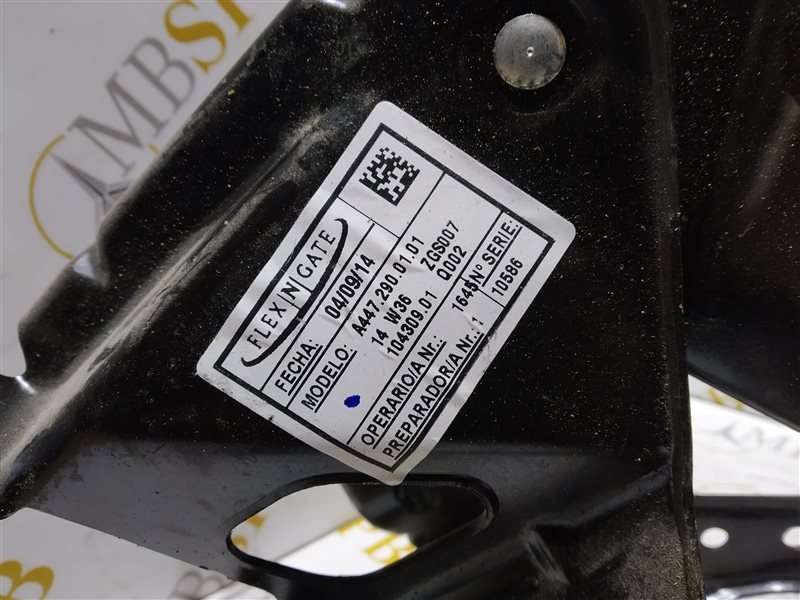 MBSP
FLEX N GATE
FECHA: 04/09/14
MODELO: A447.290.01.01
14 W36 ZGS007
104309.01 Q002
OPERARIO/A Nr.: 1645 Nº SERIE:
PREPARADOR/A Nr.: 1 10586